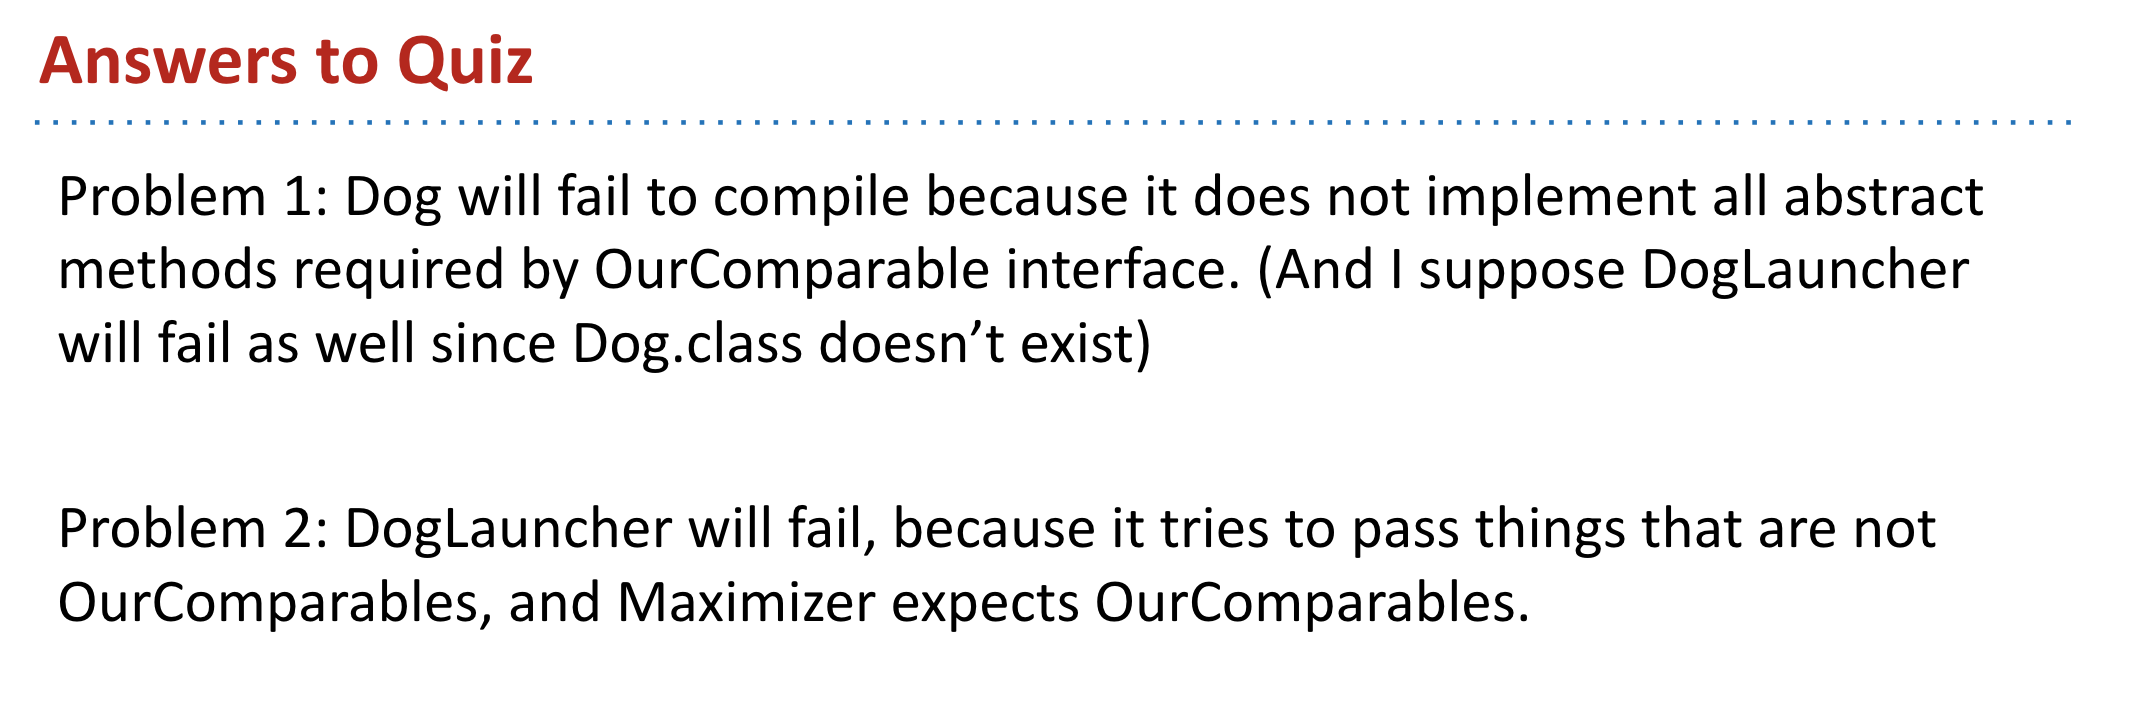 Answers to Quiz
Problem 1: Dog will fail to compile because it does not implement all abstract
methods required by OurComparable interface. (And I suppose DogLauncher
will fail as well since Dog.class doesn’t exist)
Problem 2: DogLauncher will fail, because it tries to pass things that are not
OurComparables, and Maximizer expects OurComparables.